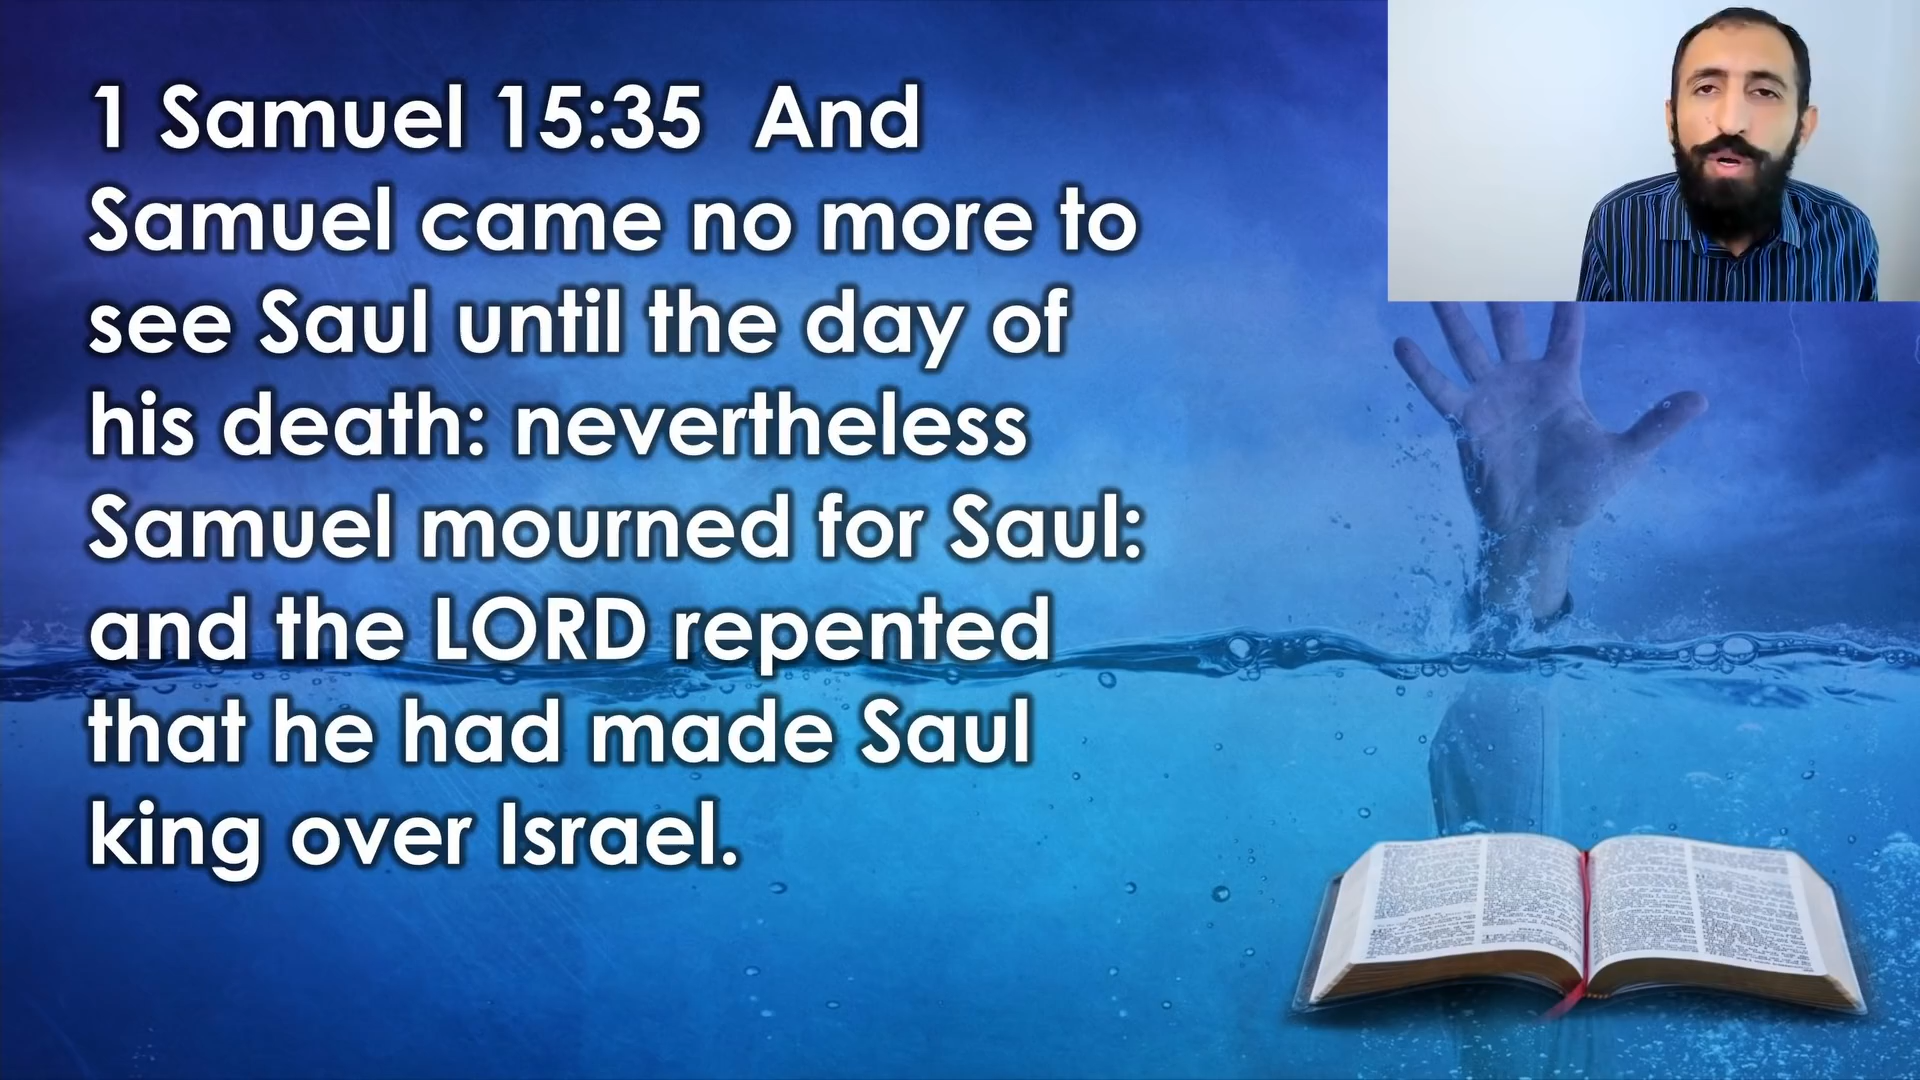 1 Samuel 15:35  And
Samuel came no more to
see Saul until the day of
his death: nevertheless
Samuel mourned for Saul:
and the LORD repented
that he had made Saul
king over Israel.